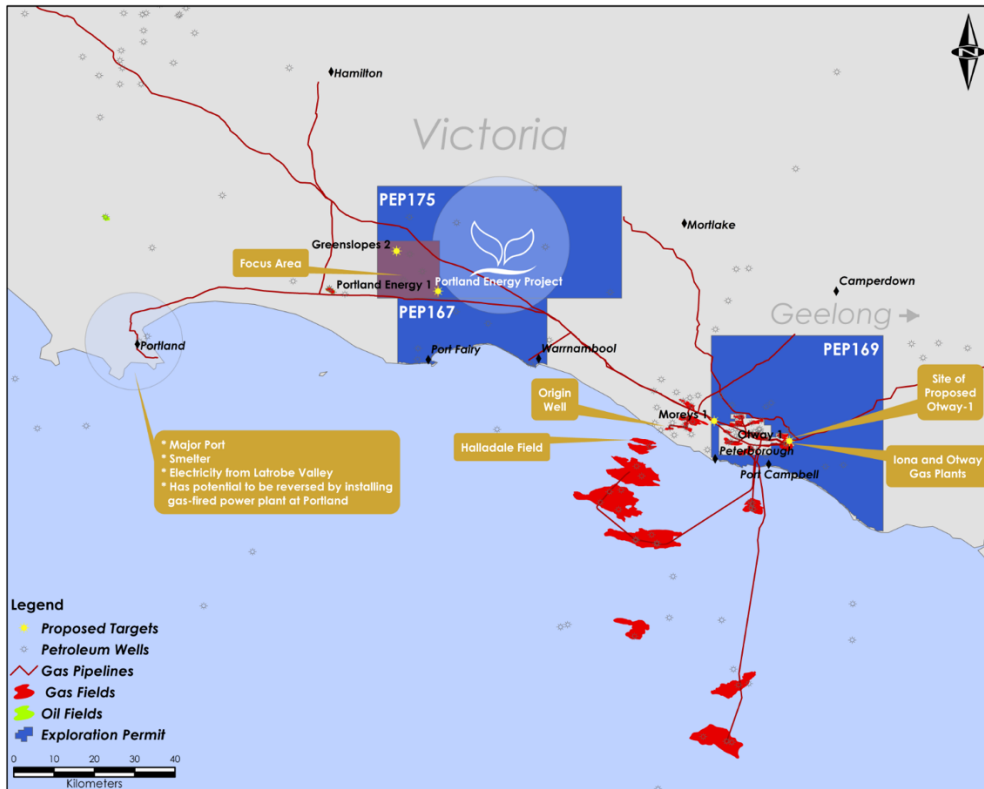 N
Hamilton
Victoria
PEP175
Mortlake
Greenslopes 2
Focus Area
Portland Energy 1
Portland Energy Project
Camperdown
PEP167
Geelong
Portland
Port Fairy
Warrnambool
PEP169
Origin
Well
Site of
Proposed
Otway-1
Moreys 1
Otway 1
Halladale Field
Peterborough
Iona and Otway
Gas Plants
Port Campbell
* Major Port
* Smelter
* Electricity from Latrobe Valley
* Has potential to be reversed by installing
gas-fired power plant at Portland
Legend
Proposed Targets
Petroleum Wells
Gas Pipelines
Gas Fields
Oil Fields
Exploration Permit
0 10 20 30 40
Kilometers